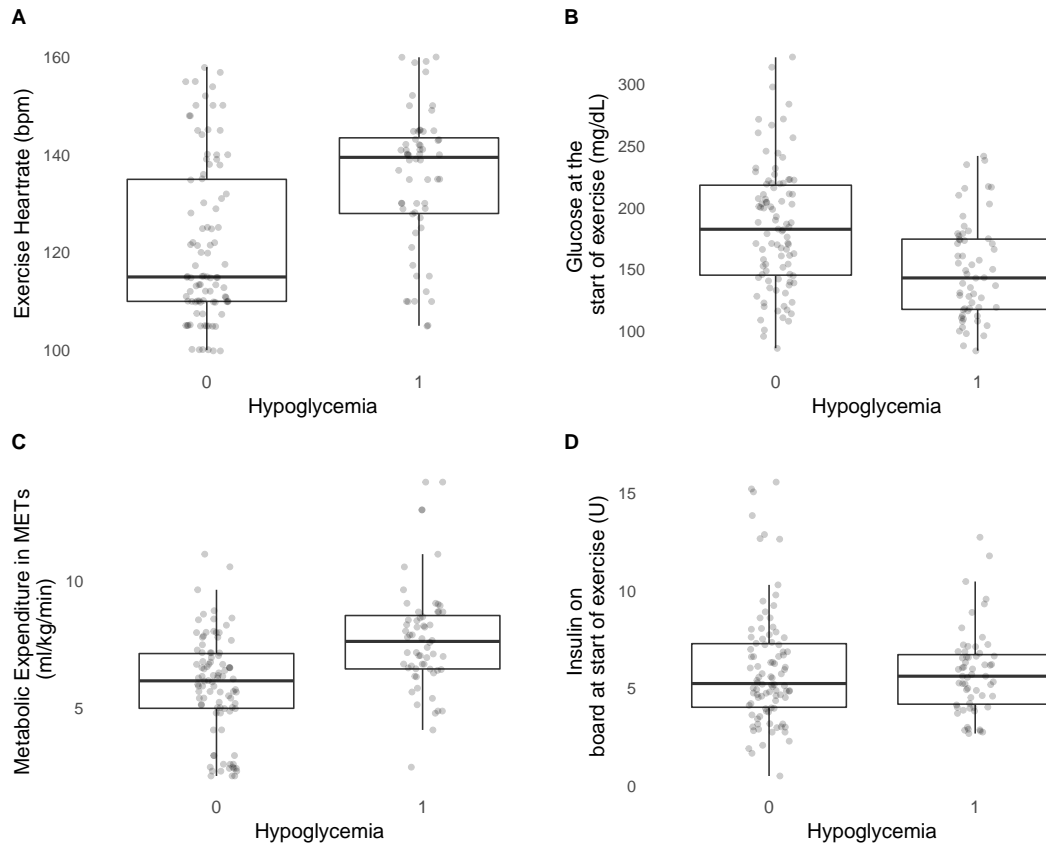 A
Exercise Heartrate (bpm)
160
140
120
100
0 1
Hypoglycemia
B
Glucose at the
start of exercise (mg/dL)
300
250
200
150
100
0 1
Hypoglycemia
C
Metabolic Expenditure in METs
(ml/kg/min)
10
5
0 1
Hypoglycemia
D
Insulin on
board at start of exercise (U)
15
10
5
0
0 1
Hypoglycemia